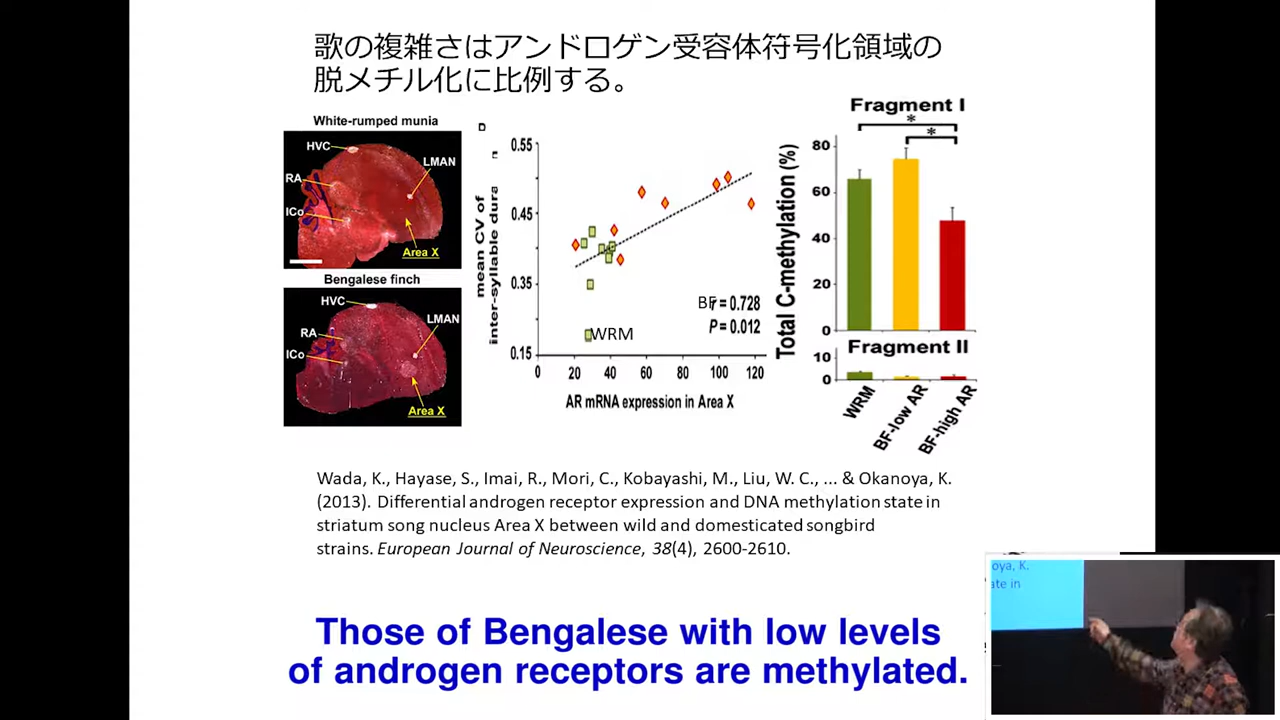 歌の複雑さはアンドロゲン受容体符号化領域の
脱メチル化に比例する。
White-rumped munia
HVC
LMAN
RA
ICo
Area X
Bengalese finch
HVC
RA
LMAN
ICo
Area X
D
mean CV of
inter-syllable dura
0.55
0.45
0.35
0.15
0 20 40 60 80 100 120
AR mRNA expression in Area X
BF
r = 0.728
P = 0.012
WRM
Fragment I
* 
*
Total C-methylation (%)
80
60
40
20
0
Fragment II
10
0
WRM
BF-low AR
BF-high AR
Wada, K., Hayase, S., Imai, R., Mori, C., Kobayashi, M., Liu, W. C., ... & Okanoya, K.
(2013). Differential androgen receptor expression and DNA methylation state in
striatum song nucleus Area X between wild and domesticated songbird
strains. European Journal of Neuroscience, 38(4), 2600-2610.
oya, K.
ate in
Those of Bengalese with low levels
of androgen receptors are methylated.